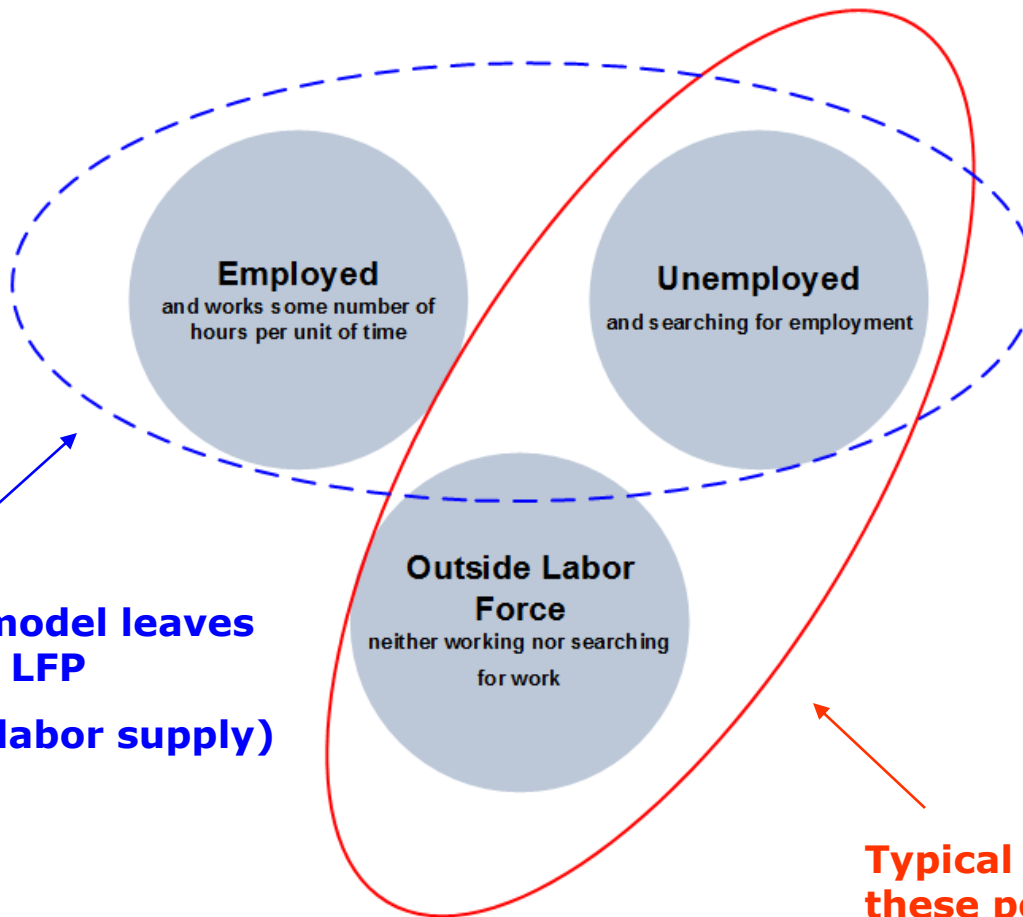 Employed
and works some number of
hours per unit of time
Unemployed
and searching for employment
Outside Labor
Force
neither working nor searching
for work
model leaves
LFP
labor supply)
Typical
these